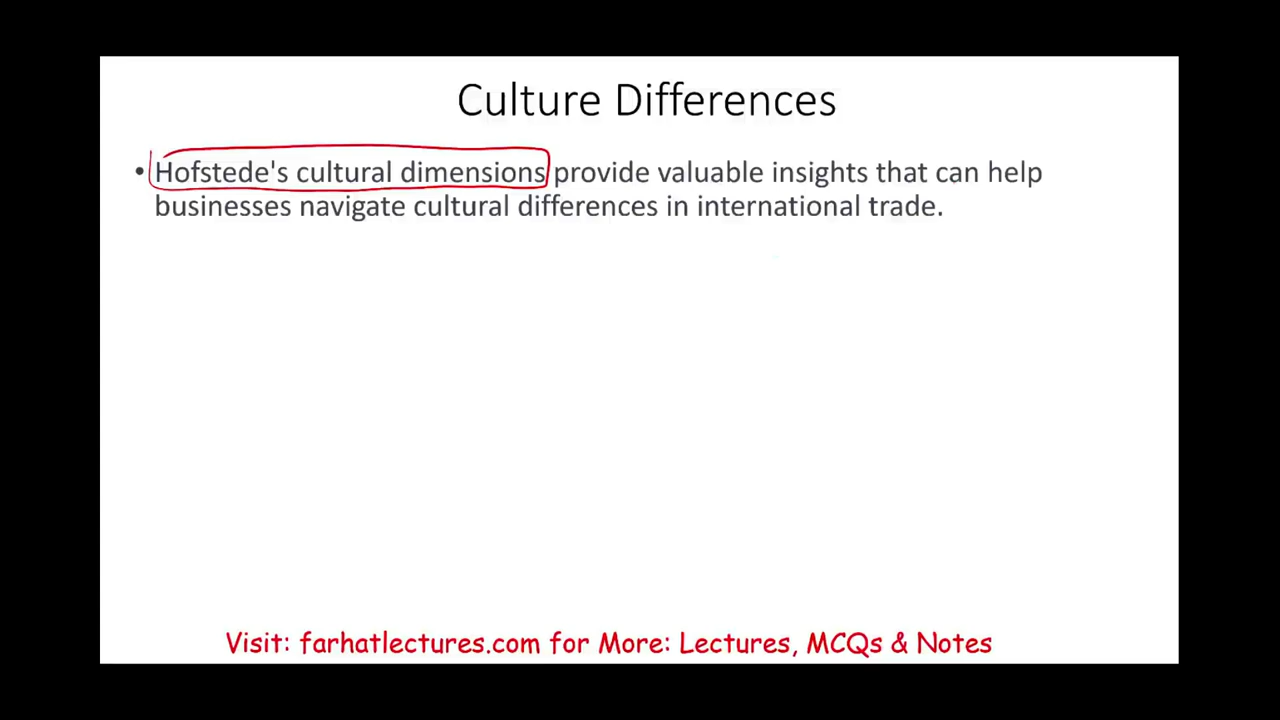 Culture Differences
• Hofstede's cultural dimensions provide valuable insights that can help
businesses navigate cultural differences in international trade.
Visit: farhatlectures.com for More: Lectures, MCQs & Notes